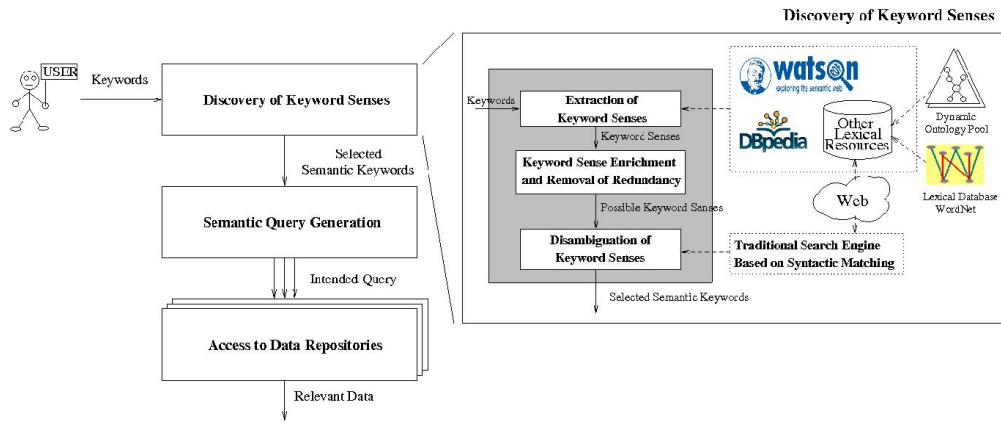 Discovery of Keyword Senses
USER
Keywords
Discovery of Keyword Senses
Selected
Semantic Keywords
Semantic Query Generation
Intended Query
Access to Data Repositories
Relevant Data
Keywords
Extraction of
Keyword Senses
Keyword Senses
Keyword Sense Enrichment
and Removal of Redundancy
Possible Keyword Senses
Disambiguation of
Keyword Senses
Selected Semantic Keywords
watson
exploring the semantic web
DBpedia
Other
Lexical
Resources
Dynamic
Ontology Pool
W N
Lexical Database
WordNet
Web
Traditional Search Engine
Based on Syntactic Matching